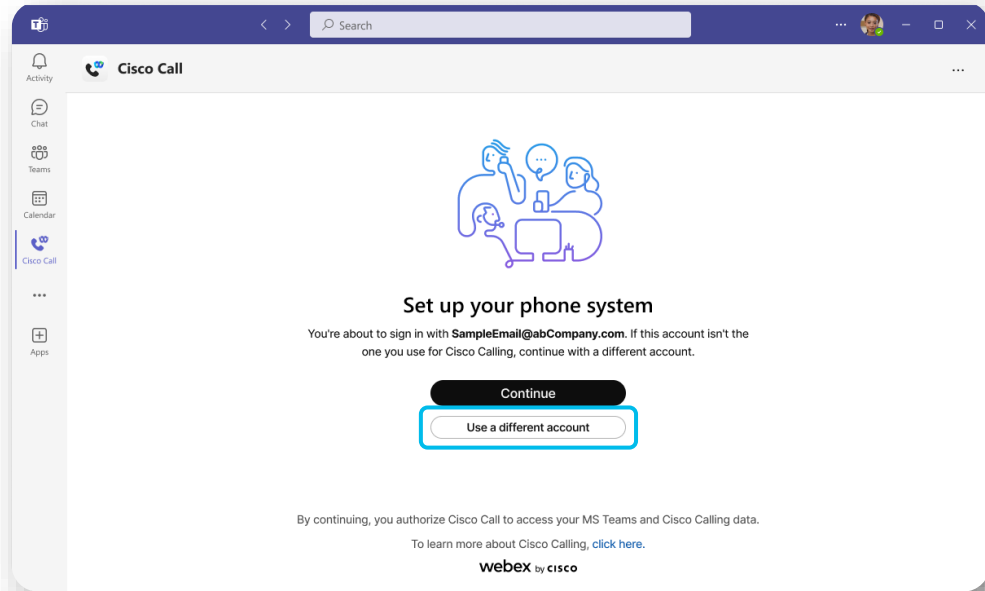 Search
Activity
Chat
Teams
Calendar
Cisco Call
Apps
Cisco Call
Set up your phone system
You're about to sign in with SampleEmail@abCompany.com. If this account isn't the
one you use for Cisco Calling, continue with a different account.
Continue
Use a different account
By continuing, you authorize Cisco Call to access your MS Teams and Cisco Calling data.
To learn more about Cisco Calling, click here.
webex by CISCO